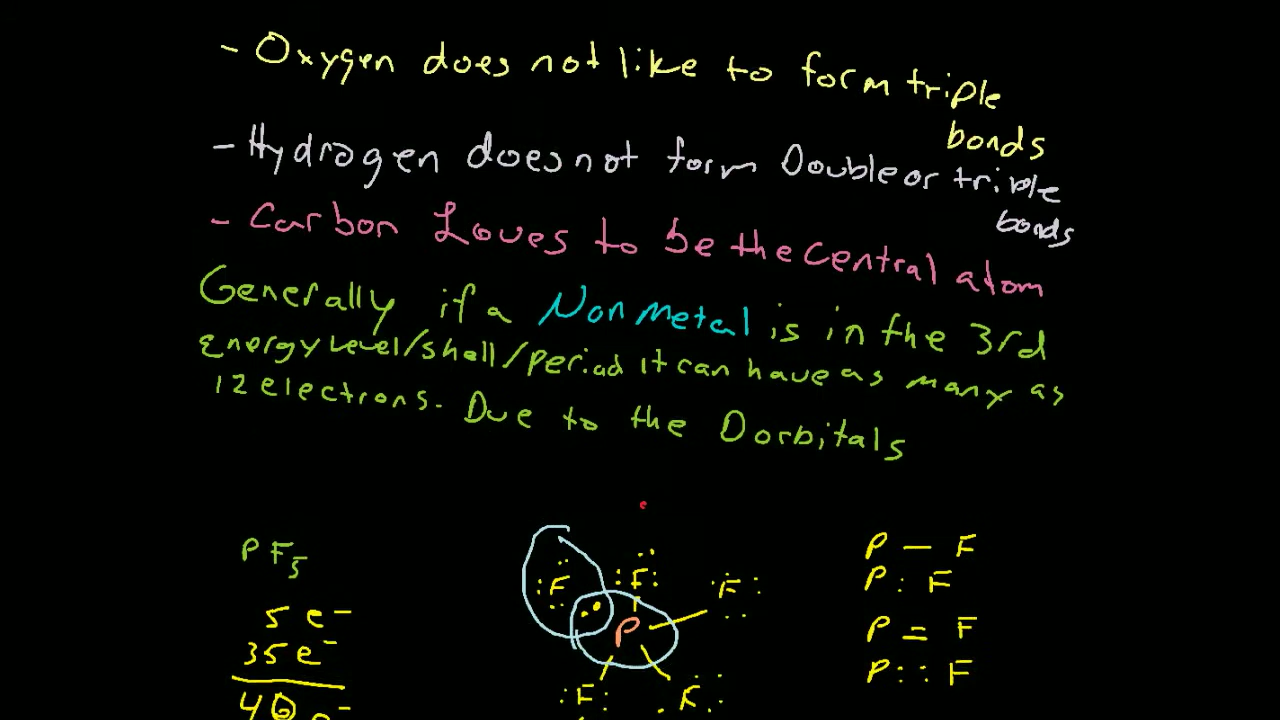 - Oxygen does not like to form triple
bonds
- Hydrogen does not form Double or triple
bonds
- Carbon Loves to be the central atom
Generally if a Nonmetal is in the 3rd
energy level/shell/period it can have as many as
12 electrons. Due to the D orbitals
PF5
5 e-
35 e-
40 e-
F F F
P
F F
P — F
P : F
P = F
P :: F